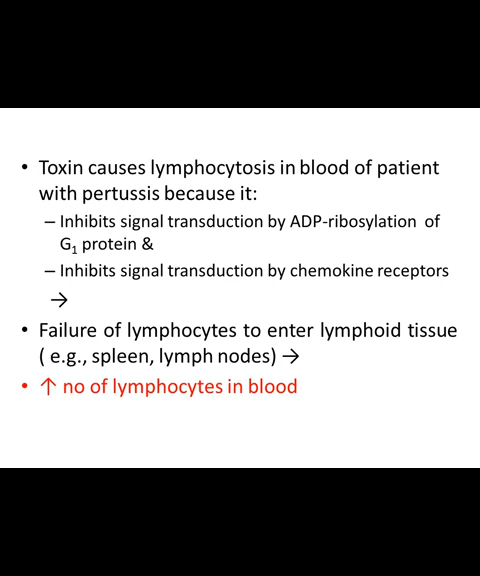 • Toxin causes lymphocytosis in blood of patient
with pertussis because it:
– Inhibits signal transduction by ADP-ribosylation of
G₁ protein &
– Inhibits signal transduction by chemokine receptors
→
• Failure of lymphocytes to enter lymphoid tissue
( e.g., spleen, lymph nodes) →
• ↑ no of lymphocytes in blood